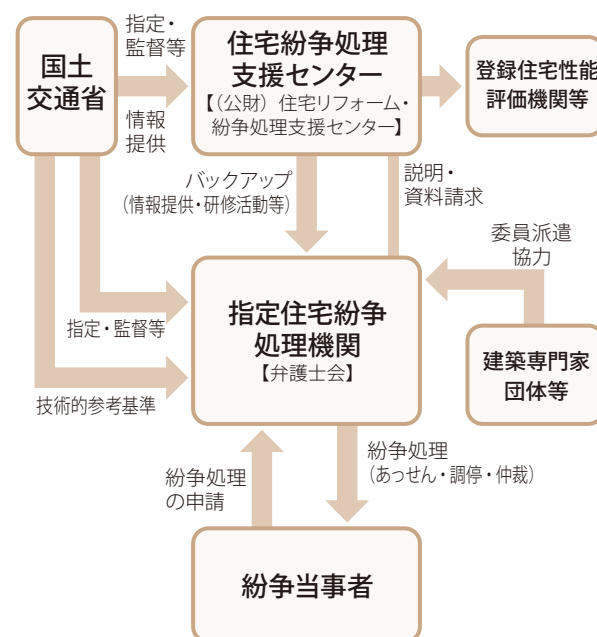 国土
交通省
指定・
監督等
情報
提供
住宅紛争処理
支援センター
【(公財)住宅リフォーム・
紛争処理支援センター】
登録住宅性能
評価機関等
バックアップ
(情報提供・研修活動等)
説明・
資料請求
委員派遣
協力
指定・監督等
技術的参考基準
指定住宅紛争
処理機関
【弁護士会】
建築専門家
団体等
紛争処理
の申請
紛争処理
(あっせん・調停・仲裁)
紛争当事者